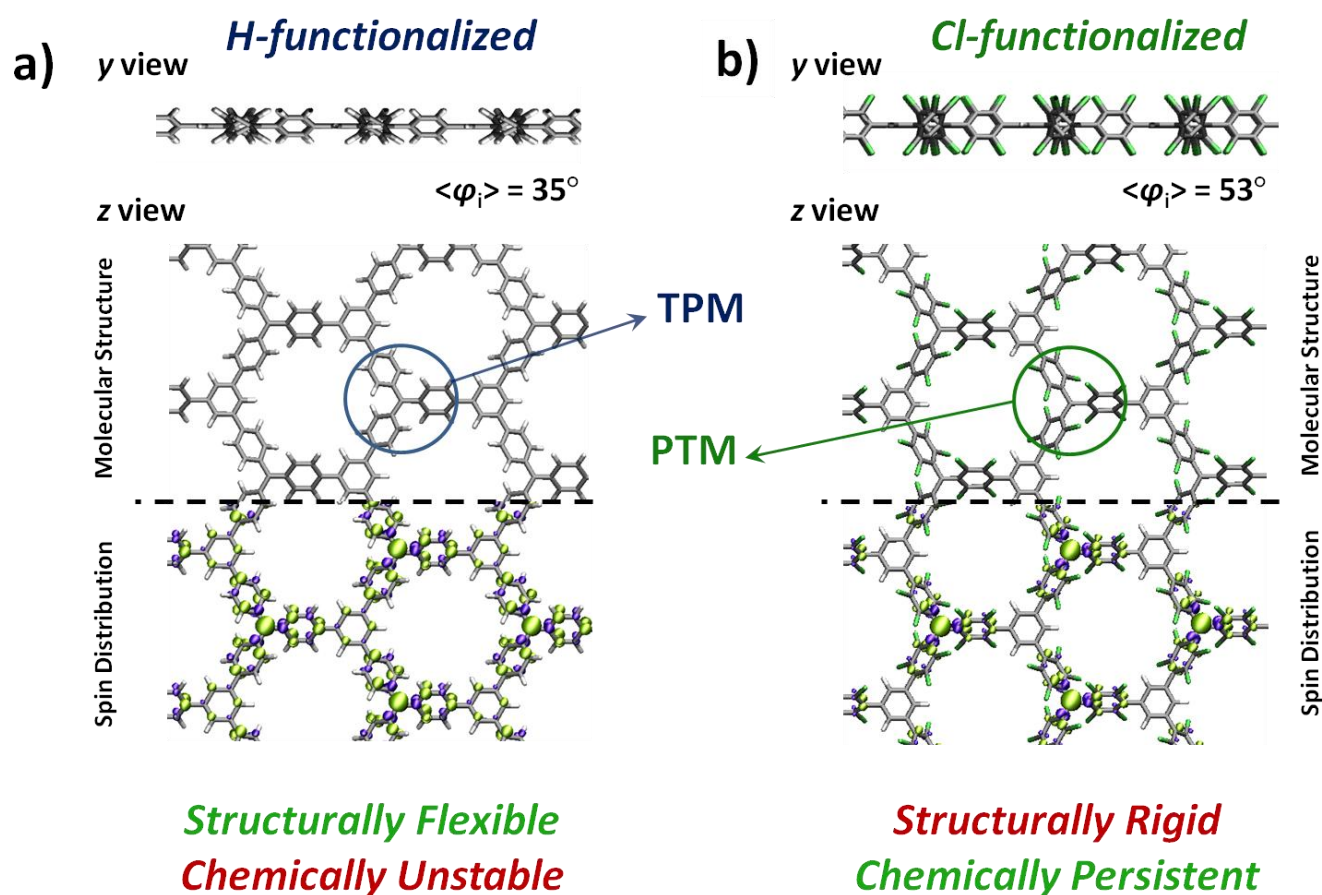 H-functionalized
a)
y view
<φi> = 35°
z view
Molecular Structure
Spin Distribution
TPM
PTM
Structurally Flexible
Chemically Unstable
Cl-functionalized
b)
y view
<φi> = 53°
z view
Molecular Structure
Spin Distribution
Structurally Rigid
Chemically Persistent